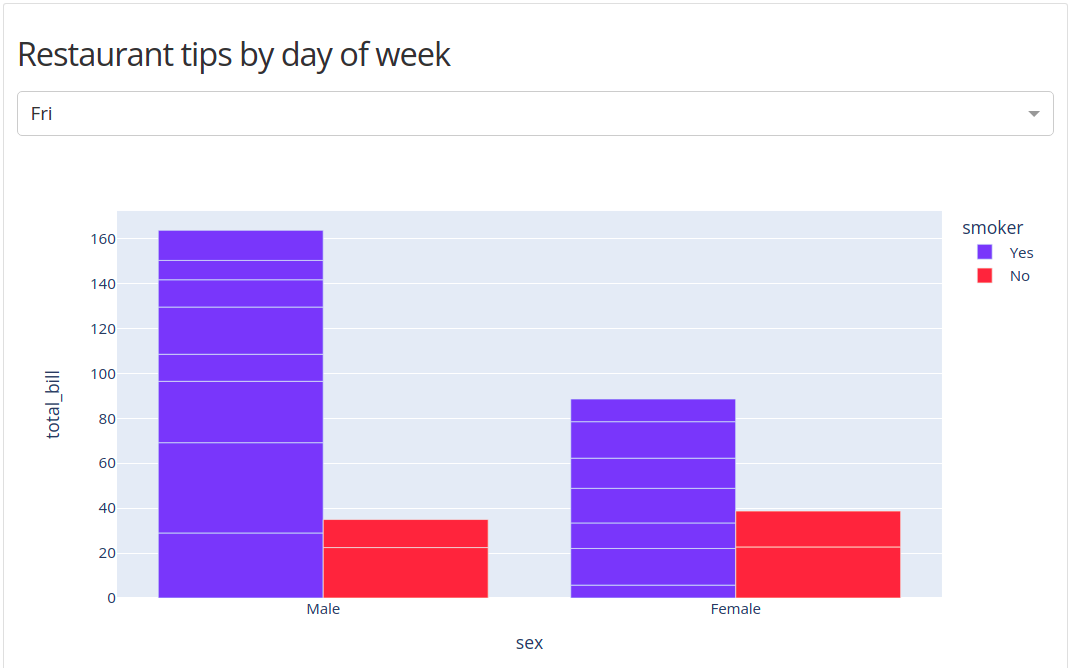 Restaurant tips by day of week
Fri
smoker
Yes
No
160
140
120
100
80
60
40
20
0
total_bill
Male
Female
sex